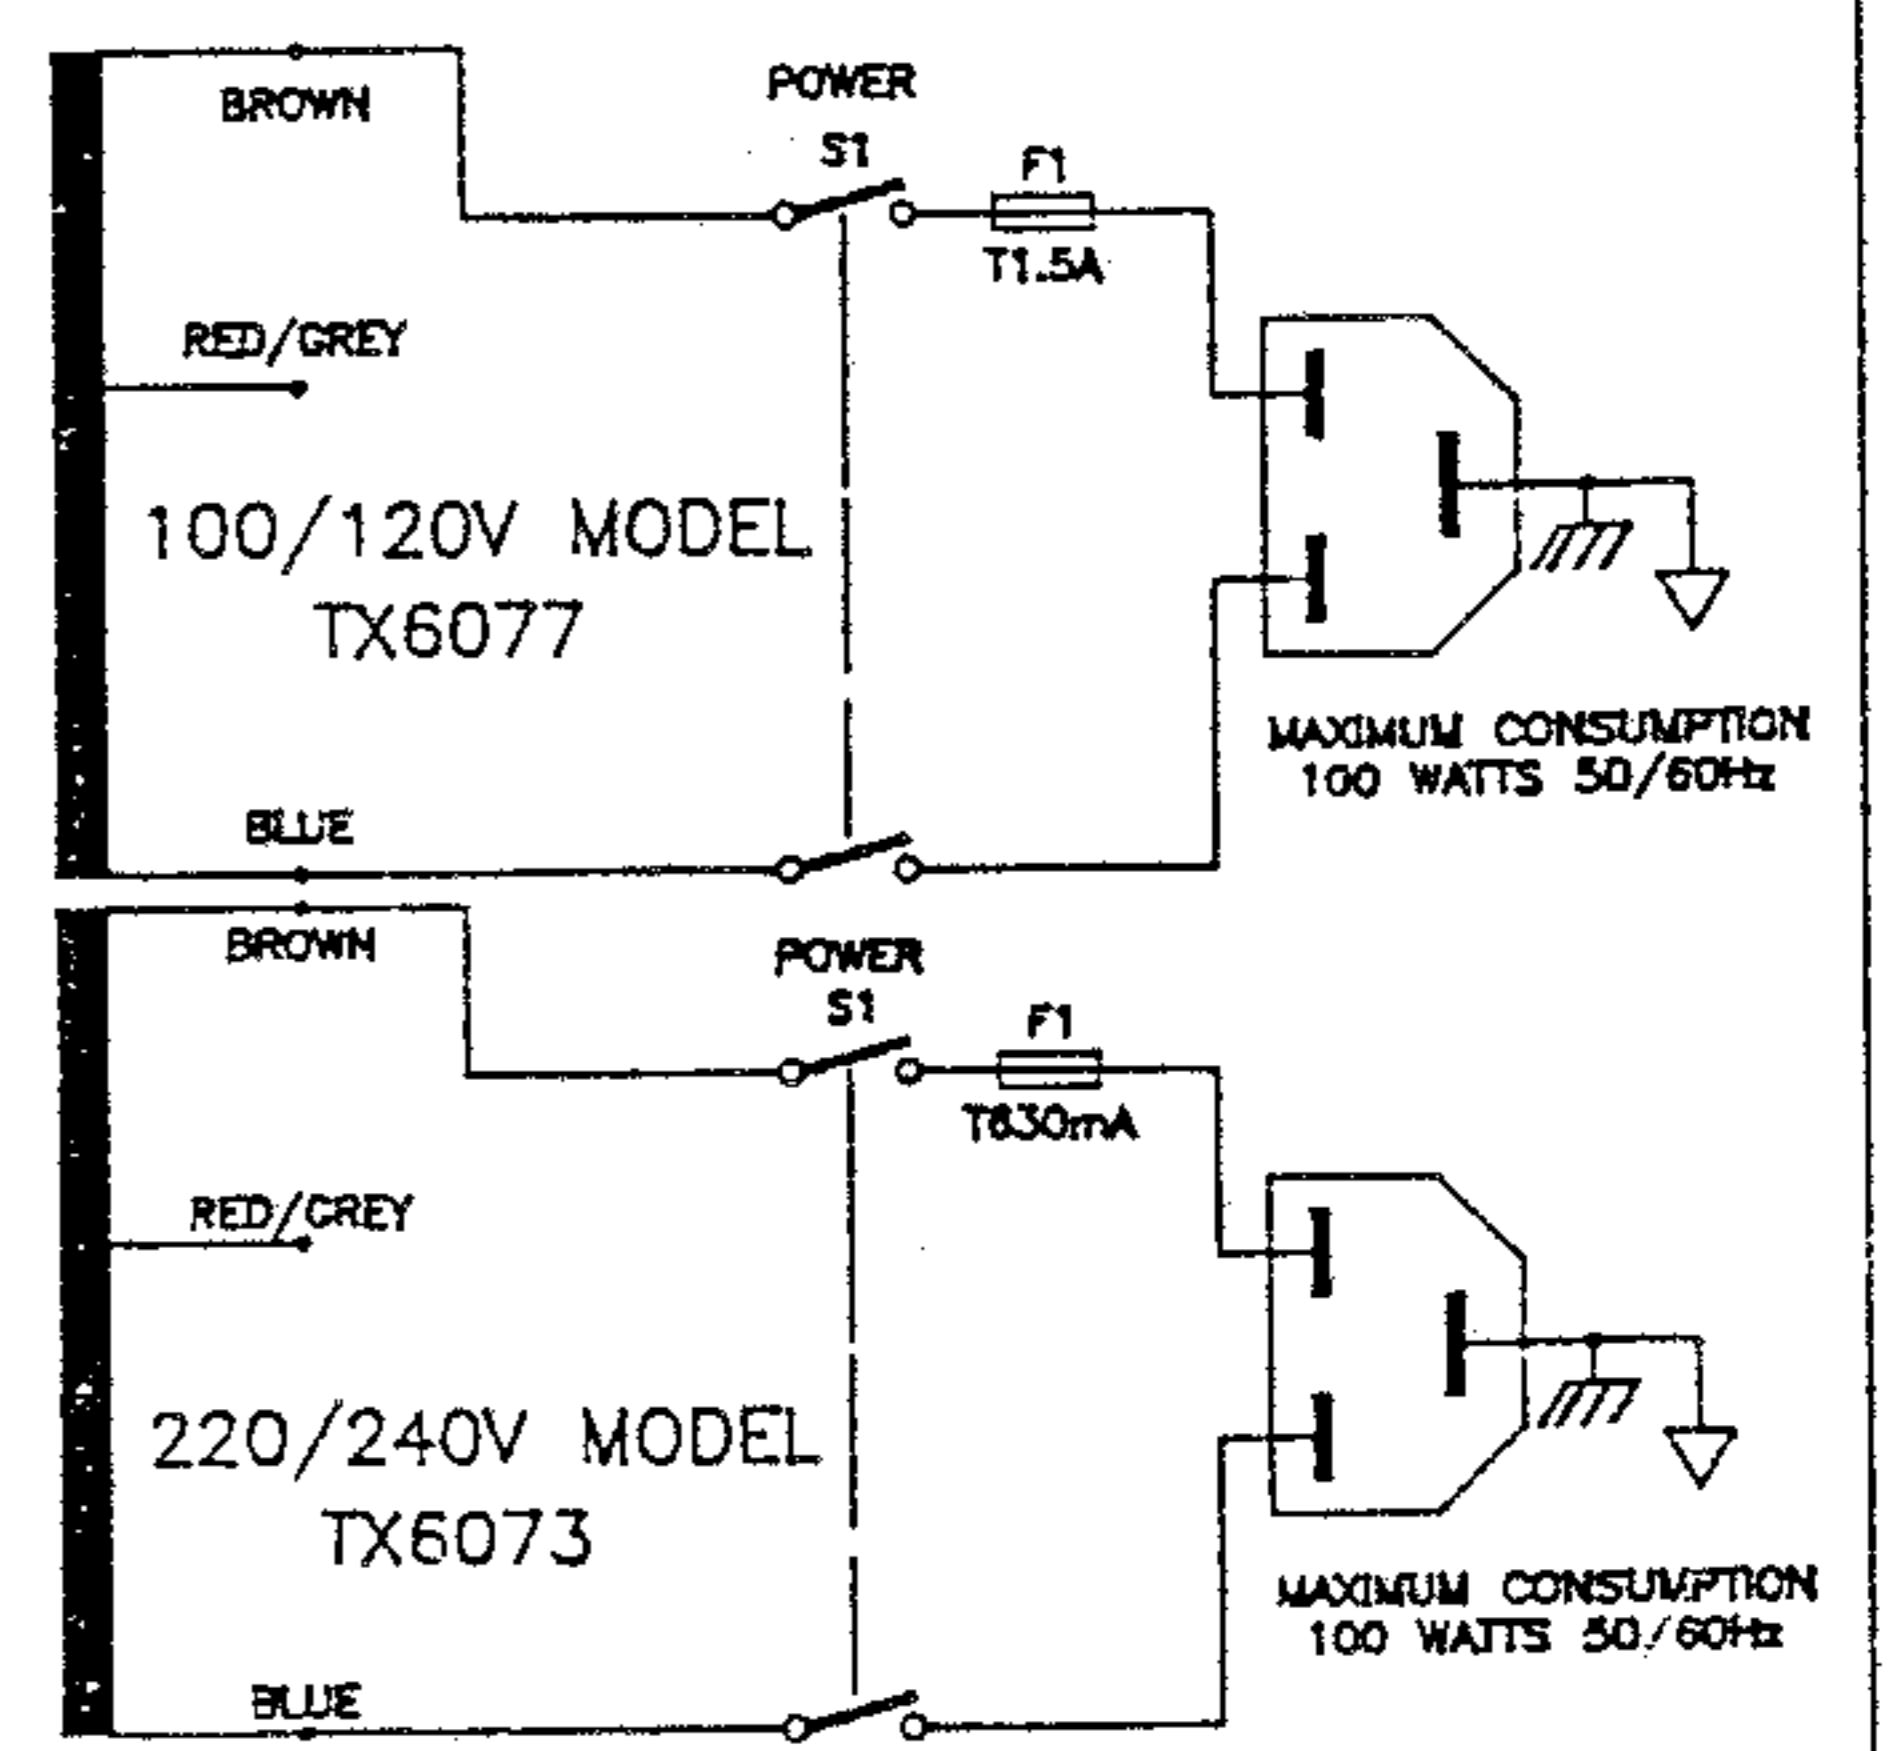 BROWN
POWER
S1
F1
T1.5A
RED/GREY
100/120V MODEL
TX6077
MAXIMUM CONSUMPTION
100 WATTS 50/60Hz
BLUE
BROWN
POWER
S1
F1
T630mA
RED/GREY
220/240V MODEL
TX6073
MAXIMUM CONSUMPTION
100 WATTS 50/60Hz
BLUE